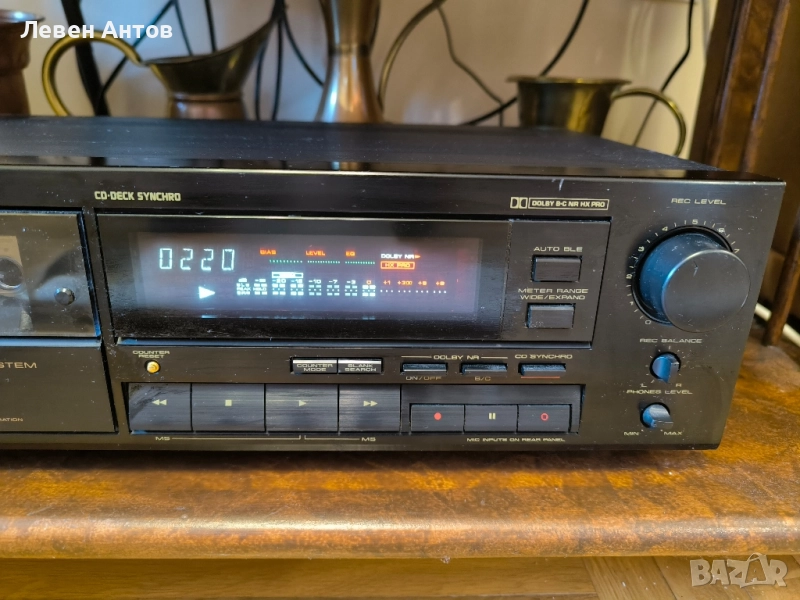 Левен Антов
CD-DECK SYNCHRO
DOLBY B-C NR HX PRO
REC LEVEL
0220
BIAS LEVEL EQ
DOLBY NR
HX PRO
AUTO BLE
METER RANGE
WIDE/EXPAND
0
REC BALANCE
L R
PHONES LEVEL
MIN MAX
STEM
COUNTER
RESET
COUNTER
MODE
BLANK
SEARCH
DOLBY NR
ON/OFF B/C
CD SYNCHRO
MS MS
MIC INPUTS ON REAR PANEL
BAZAR